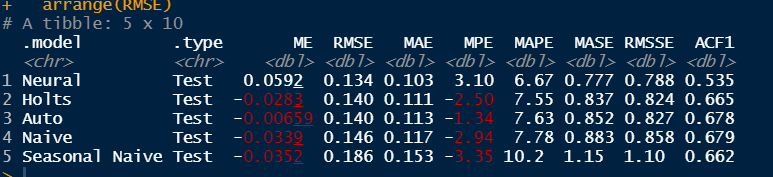 +   arrange(RMSE)
# A tibble: 5 x 10
  .model         .type       ME  RMSE   MAE   MPE  MAPE  MASE RMSSE  ACF1
  <chr>          <chr>    <dbl> <dbl> <dbl> <dbl> <dbl> <dbl> <dbl> <dbl>
1 Neural         Test   0.0592  0.134 0.103  3.10  6.67 0.777 0.788 0.535
2 Holts          Test  -0.0283  0.140 0.111 -2.50  7.55 0.837 0.824 0.665
3 Auto           Test  -0.00659 0.140 0.113 -1.34  7.63 0.852 0.827 0.678
4 Naive          Test  -0.0339  0.146 0.117 -2.94  7.78 0.883 0.858 0.679
5 Seasonal Naive Test  -0.0352  0.186 0.153 -3.35 10.2  1.15  1.10  0.662
>